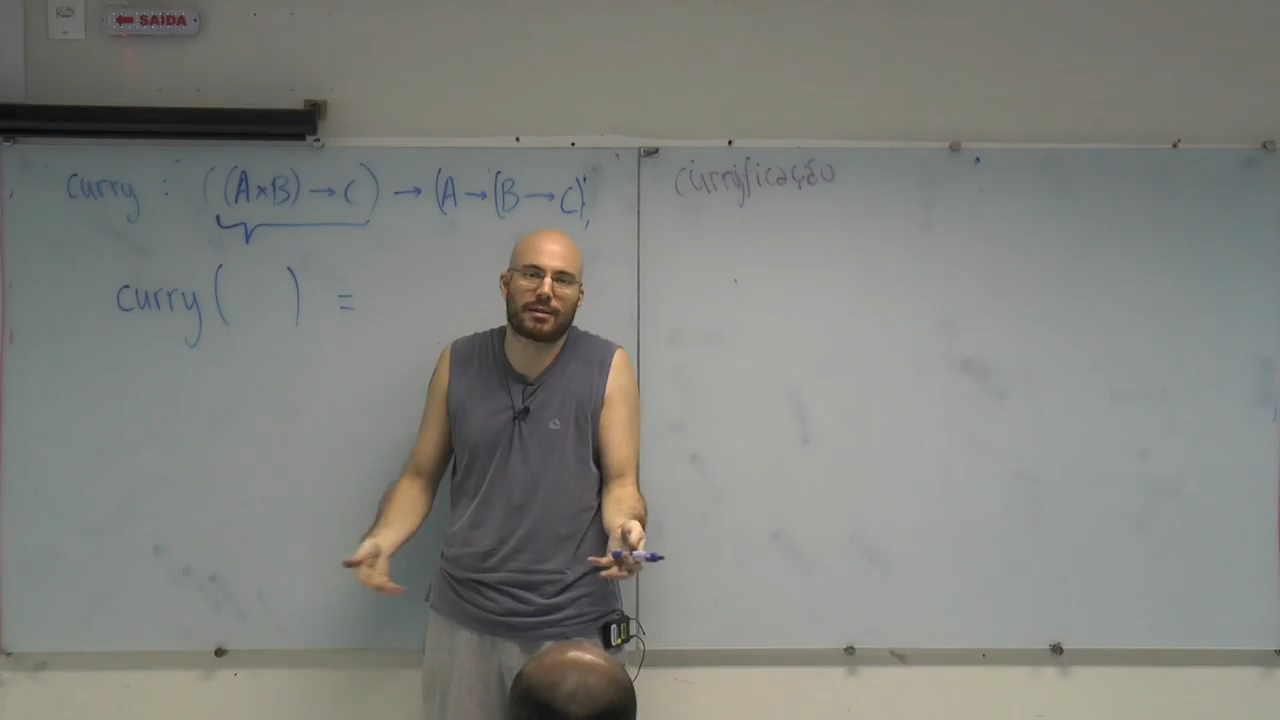 ← SAÍDA
curry : ((A×B) → C) → (A → (B → C))
currificação
curry (    ) =